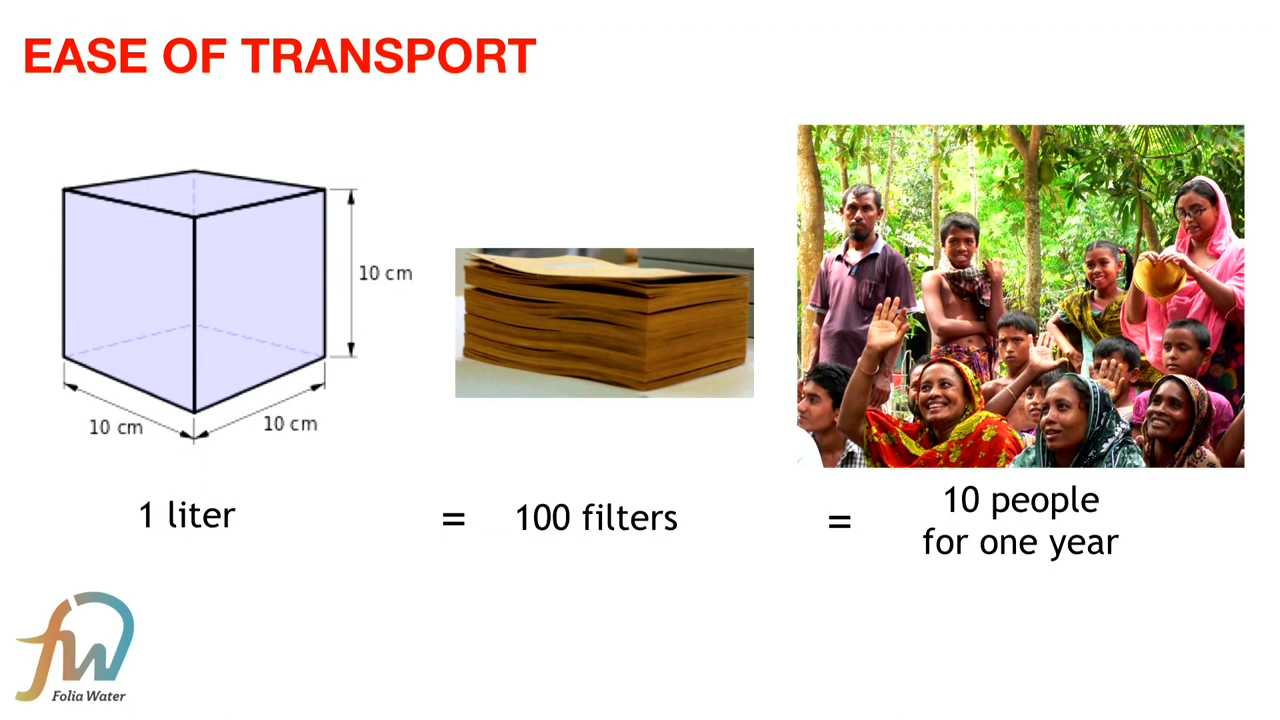 EASE OF TRANSPORT
10 cm
10 cm
10 cm
1 liter
=
100 filters
=
10 people
for one year
fw
Folia Water